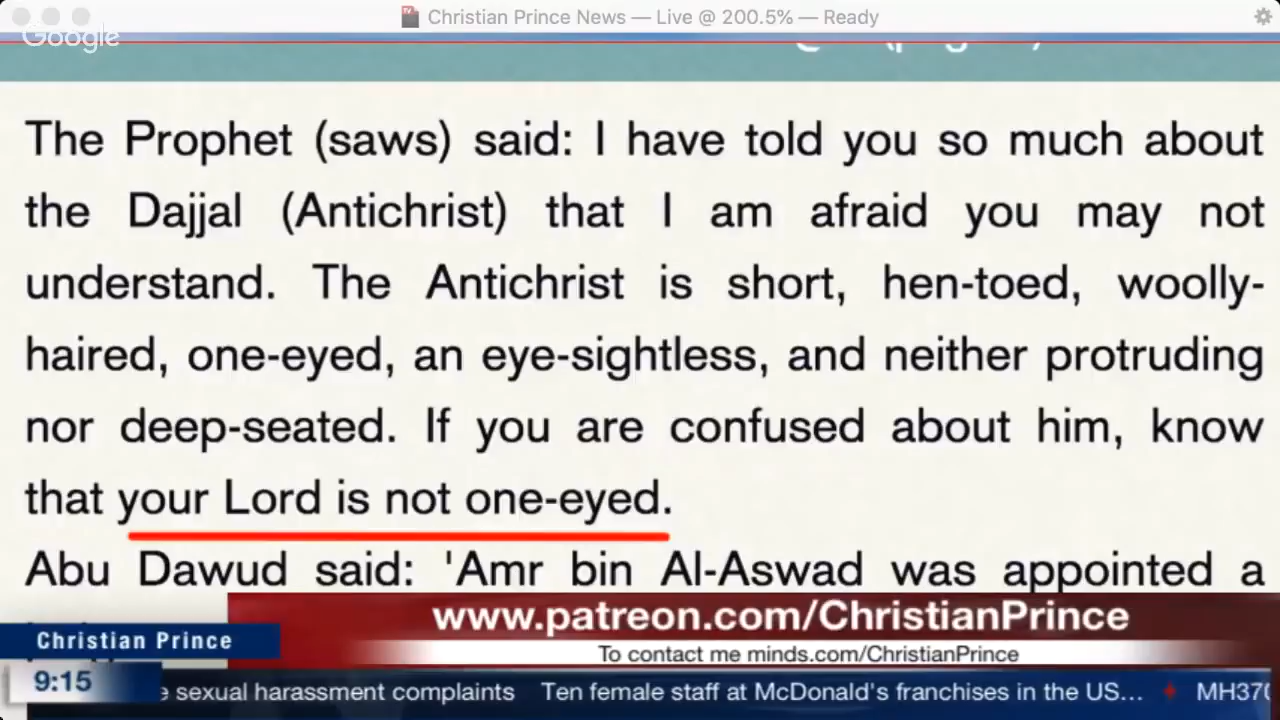 Christian Prince News — Live @ 200.5% — Ready
Google
The Prophet (saws) said: I have told you so much about
the Dajjal (Antichrist) that I am afraid you may not
understand. The Antichrist is short, hen-toed, woolly-
haired, one-eyed, an eye-sightless, and neither protruding
nor deep-seated. If you are confused about him, know
that your Lord is not one-eyed.
Abu Dawud said: 'Amr bin Al-Aswad was appointed a
www.patreon.com/ChristianPrince
Christian Prince
To contact me minds.com/ChristianPrince
9:15
e sexual harassment complaints Ten female staff at McDonald's franchises in the US... MH370